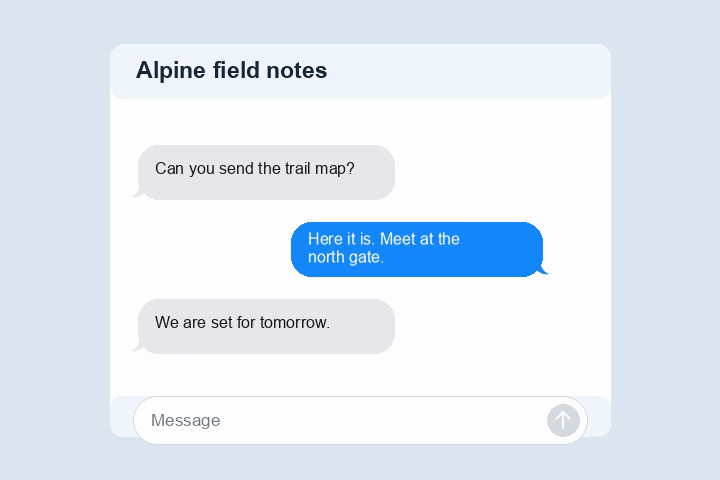 Alpine field notes
Can you send the trail map?
Here it is. Meet at the
north gate.
We are set for tomorrow.
Message